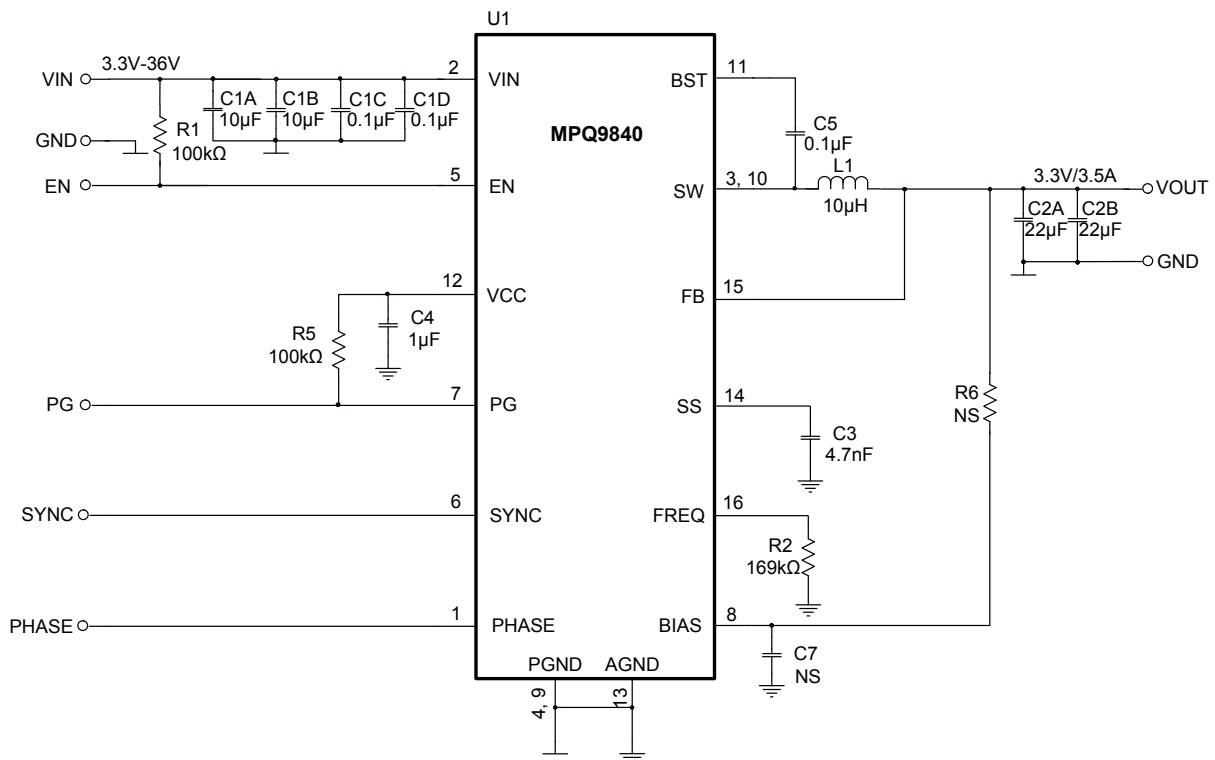 U1
VIN
3.3V-36V
2
VIN
BST
11
C1A
10µF
C1B
10µF
C1C
0.1µF
C1D
0.1µF
GND
R1
100kΩ
MPQ9840
C5
0.1µF
EN
5
EN
SW
3, 10
L1
10µH
3.3V/3.5A
VOUT
C2A
22µF
C2B
22µF
GND
12
VCC
FB
15
C4
1µF
R5
100kΩ
PG
7
PG
SS
14
C3
4.7nF
R6
NS
SYNC
6
SYNC
FREQ
16
R2
169kΩ
PHASE
1
PHASE
BIAS
8
C7
NS
PGND
AGND
4, 9
13